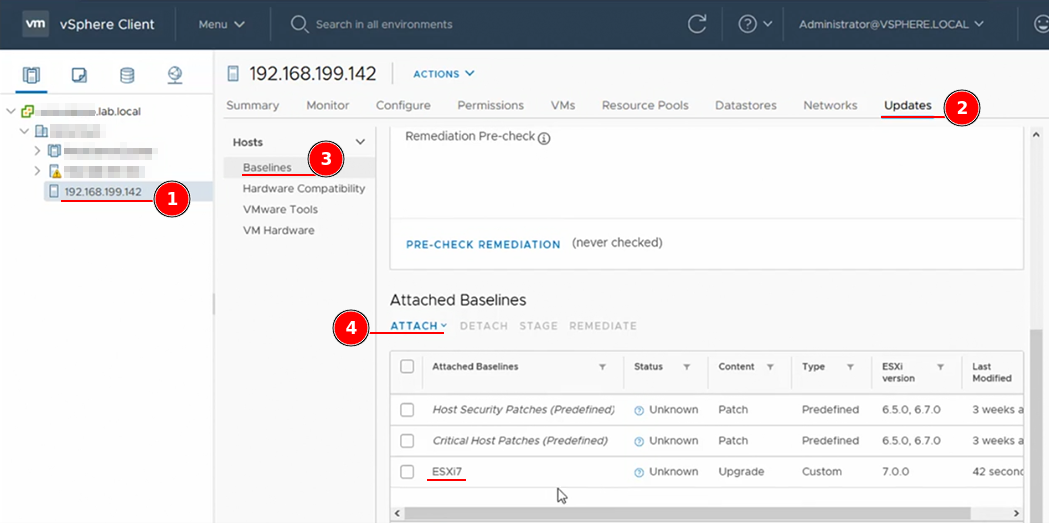 vm vSphere Client Menu Search in all environments Administrator@VSPHERE.LOCAL
192.168.199.142 ACTIONS
Summary Monitor Configure Permissions VMs Resource Pools Datastores Networks Updates 2
.lab.local
192.168.199.142 1
Hosts
Baselines 3
Hardware Compatibility
VMware Tools
VM Hardware
Remediation Pre-check
PRE-CHECK REMEDIATION (never checked)
Attached Baselines
4 ATTACH DETACH STAGE REMEDIATE
Attached Baselines Status Content Type ESXi version Last Modified
Host Security Patches (Predefined) Unknown Patch Predefined 6.5.0, 6.7.0 3 weeks a
Critical Host Patches (Predefined) Unknown Patch Predefined 6.5.0, 6.7.0 3 weeks a
ESXi7 Unknown Upgrade Custom 7.0.0 42 secon